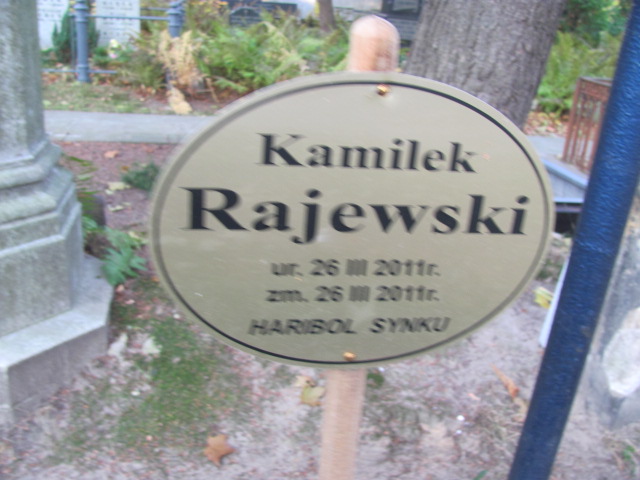 Kamilek
Rajewski
ur. 26 III 2011r.
zm. 26 III 2011r.
HARIBOL SYNKU